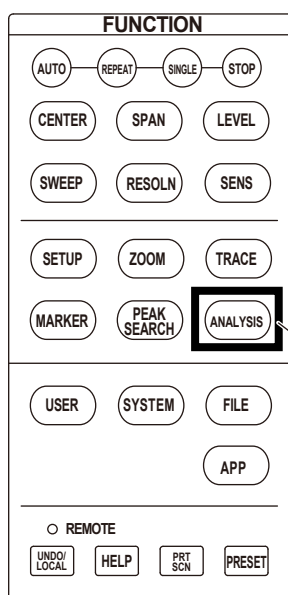 FUNCTION
AUTO REPEAT SINGLE STOP
CENTER SPAN LEVEL
SWEEP RESOLN SENS
SETUP ZOOM TRACE
MARKER PEAK SEARCH ANALYSIS
USER SYSTEM FILE
APP
REMOTE
UNDO/ LOCAL HELP PRT SCN PRESET